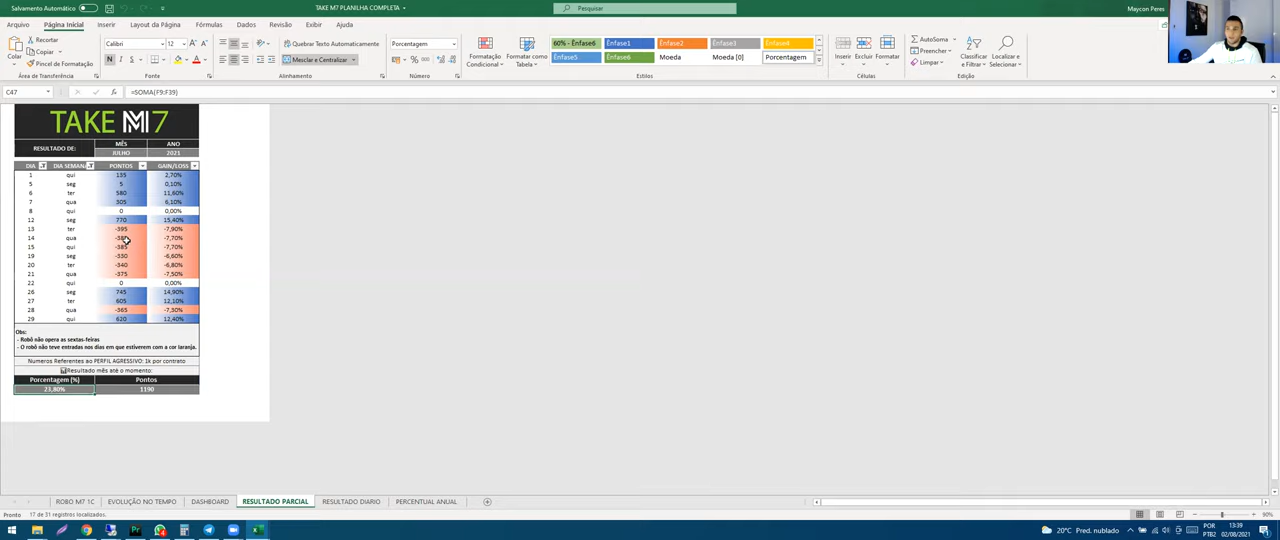 Salvamento Automático
TAKE M7 PLANILHA COMPLETA
Pesquisar
Maycon Peres
Arquivo Página Inicial Inserir Layout da Página Fórmulas Dados Revisão Exibir Ajuda
Colar
Recortar
Copiar
Pincel de Formatação
Área de Transferência
Calibri 12
N I S
Fonte
Quebrar Texto Automaticamente
Mesclar e Centralizar
Alinhamento
Porcentagem
% 000
Número
Formatação Condicional
Formatar como Tabela
60% - Ênfase6 Ênfase1 Ênfase2 Ênfase3 Ênfase4
Ênfase5 Ênfase6 Moeda Moeda [0] Porcentagem
Estilos
Inserir Excluir Formatar
Células
AutoSoma
Preencher
Limpar
Classificar e Filtrar
Localizar e Selecionar
Edição
C47 fx =SOMA(F9:F39)
TAKE M7
RESULTADO DE: MÊS ANO
JULHO 2021
DIA DIA SEMANA PONTOS GAIN/LOSS
1 qui 135 2,70%
5 seg 5 0,10%
6 ter 580 11,60%
7 qua 305 6,10%
8 qui 0 0,00%
12 seg 770 15,40%
13 ter -395 -7,90%
14 qua -7,70%
15 qui -385 -7,70%
19 seg -330 -6,60%
20 ter -340 -6,80%
21 qua -375 -7,50%
22 qui 0 0,00%
26 seg 745 14,90%
27 ter 605 12,10%
28 qua -365 -7,30%
29 qui 620 12,40%
Obs:
- Robô não opera as sextas-feiras
- O robô não teve entradas nos dias em que estiverem com a cor laranja.
Numeros Referentes ao PERFIL AGRESSIVO: 1k por contrato
Resultado mês até o momento:
Porcentagem (%) Pontos
23,80% 1190
ROBO M7 1C EVOLUÇÃO NO TEMPO DASHBOARD RESULTADO PARCIAL RESULTADO DIARIO PERCENTUAL ANUAL
Pronto 17 de 31 registros localizados.
90%
20°C Pred. nublado
POR
PTB2
13:39
02/08/2021